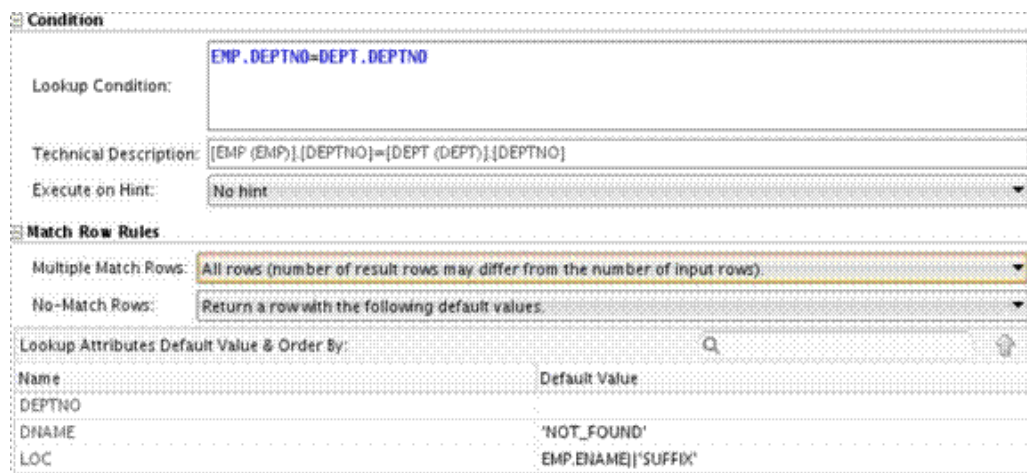 Condition
EMP.DEPTNO=DEPT.DEPTNO
Lookup Condition:
Technical Description: [EMP (EMP)].[DEPTNO]=[DEPT (DEPT)].[DEPTNO]
Execute on Hint: No hint
Match Row Rules
Multiple Match Rows: All rows (number of result rows may differ from the number of input rows).
No-Match Rows: Return a row with the following default values.
Lookup Attributes Default Value & Order By:
Name Default Value
DEPTNO
DNAME 'NOT_FOUND'
LOC EMP.ENAME||'SUFFIX'